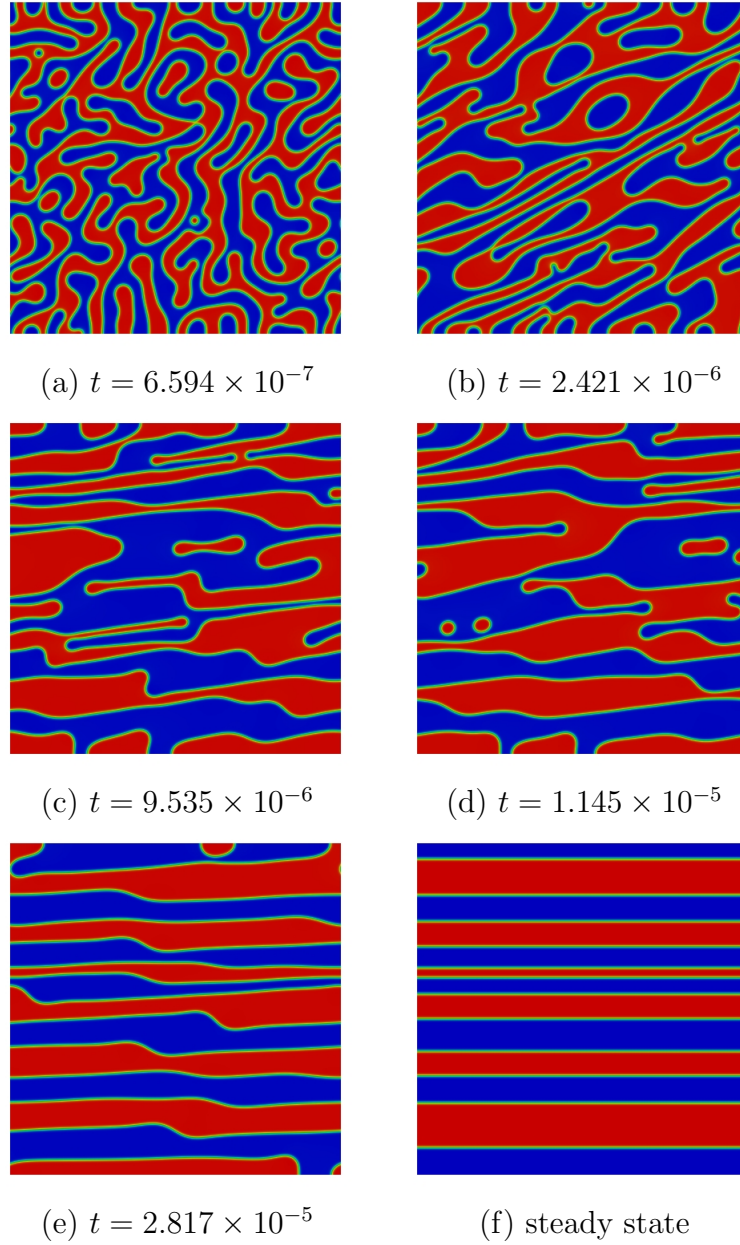 (a) t = 6.594 × 10⁻⁷
(b) t = 2.421 × 10⁻⁶
(c) t = 9.535 × 10⁻⁶
(d) t = 1.145 × 10⁻⁵
(e) t = 2.817 × 10⁻⁵
(f) steady state